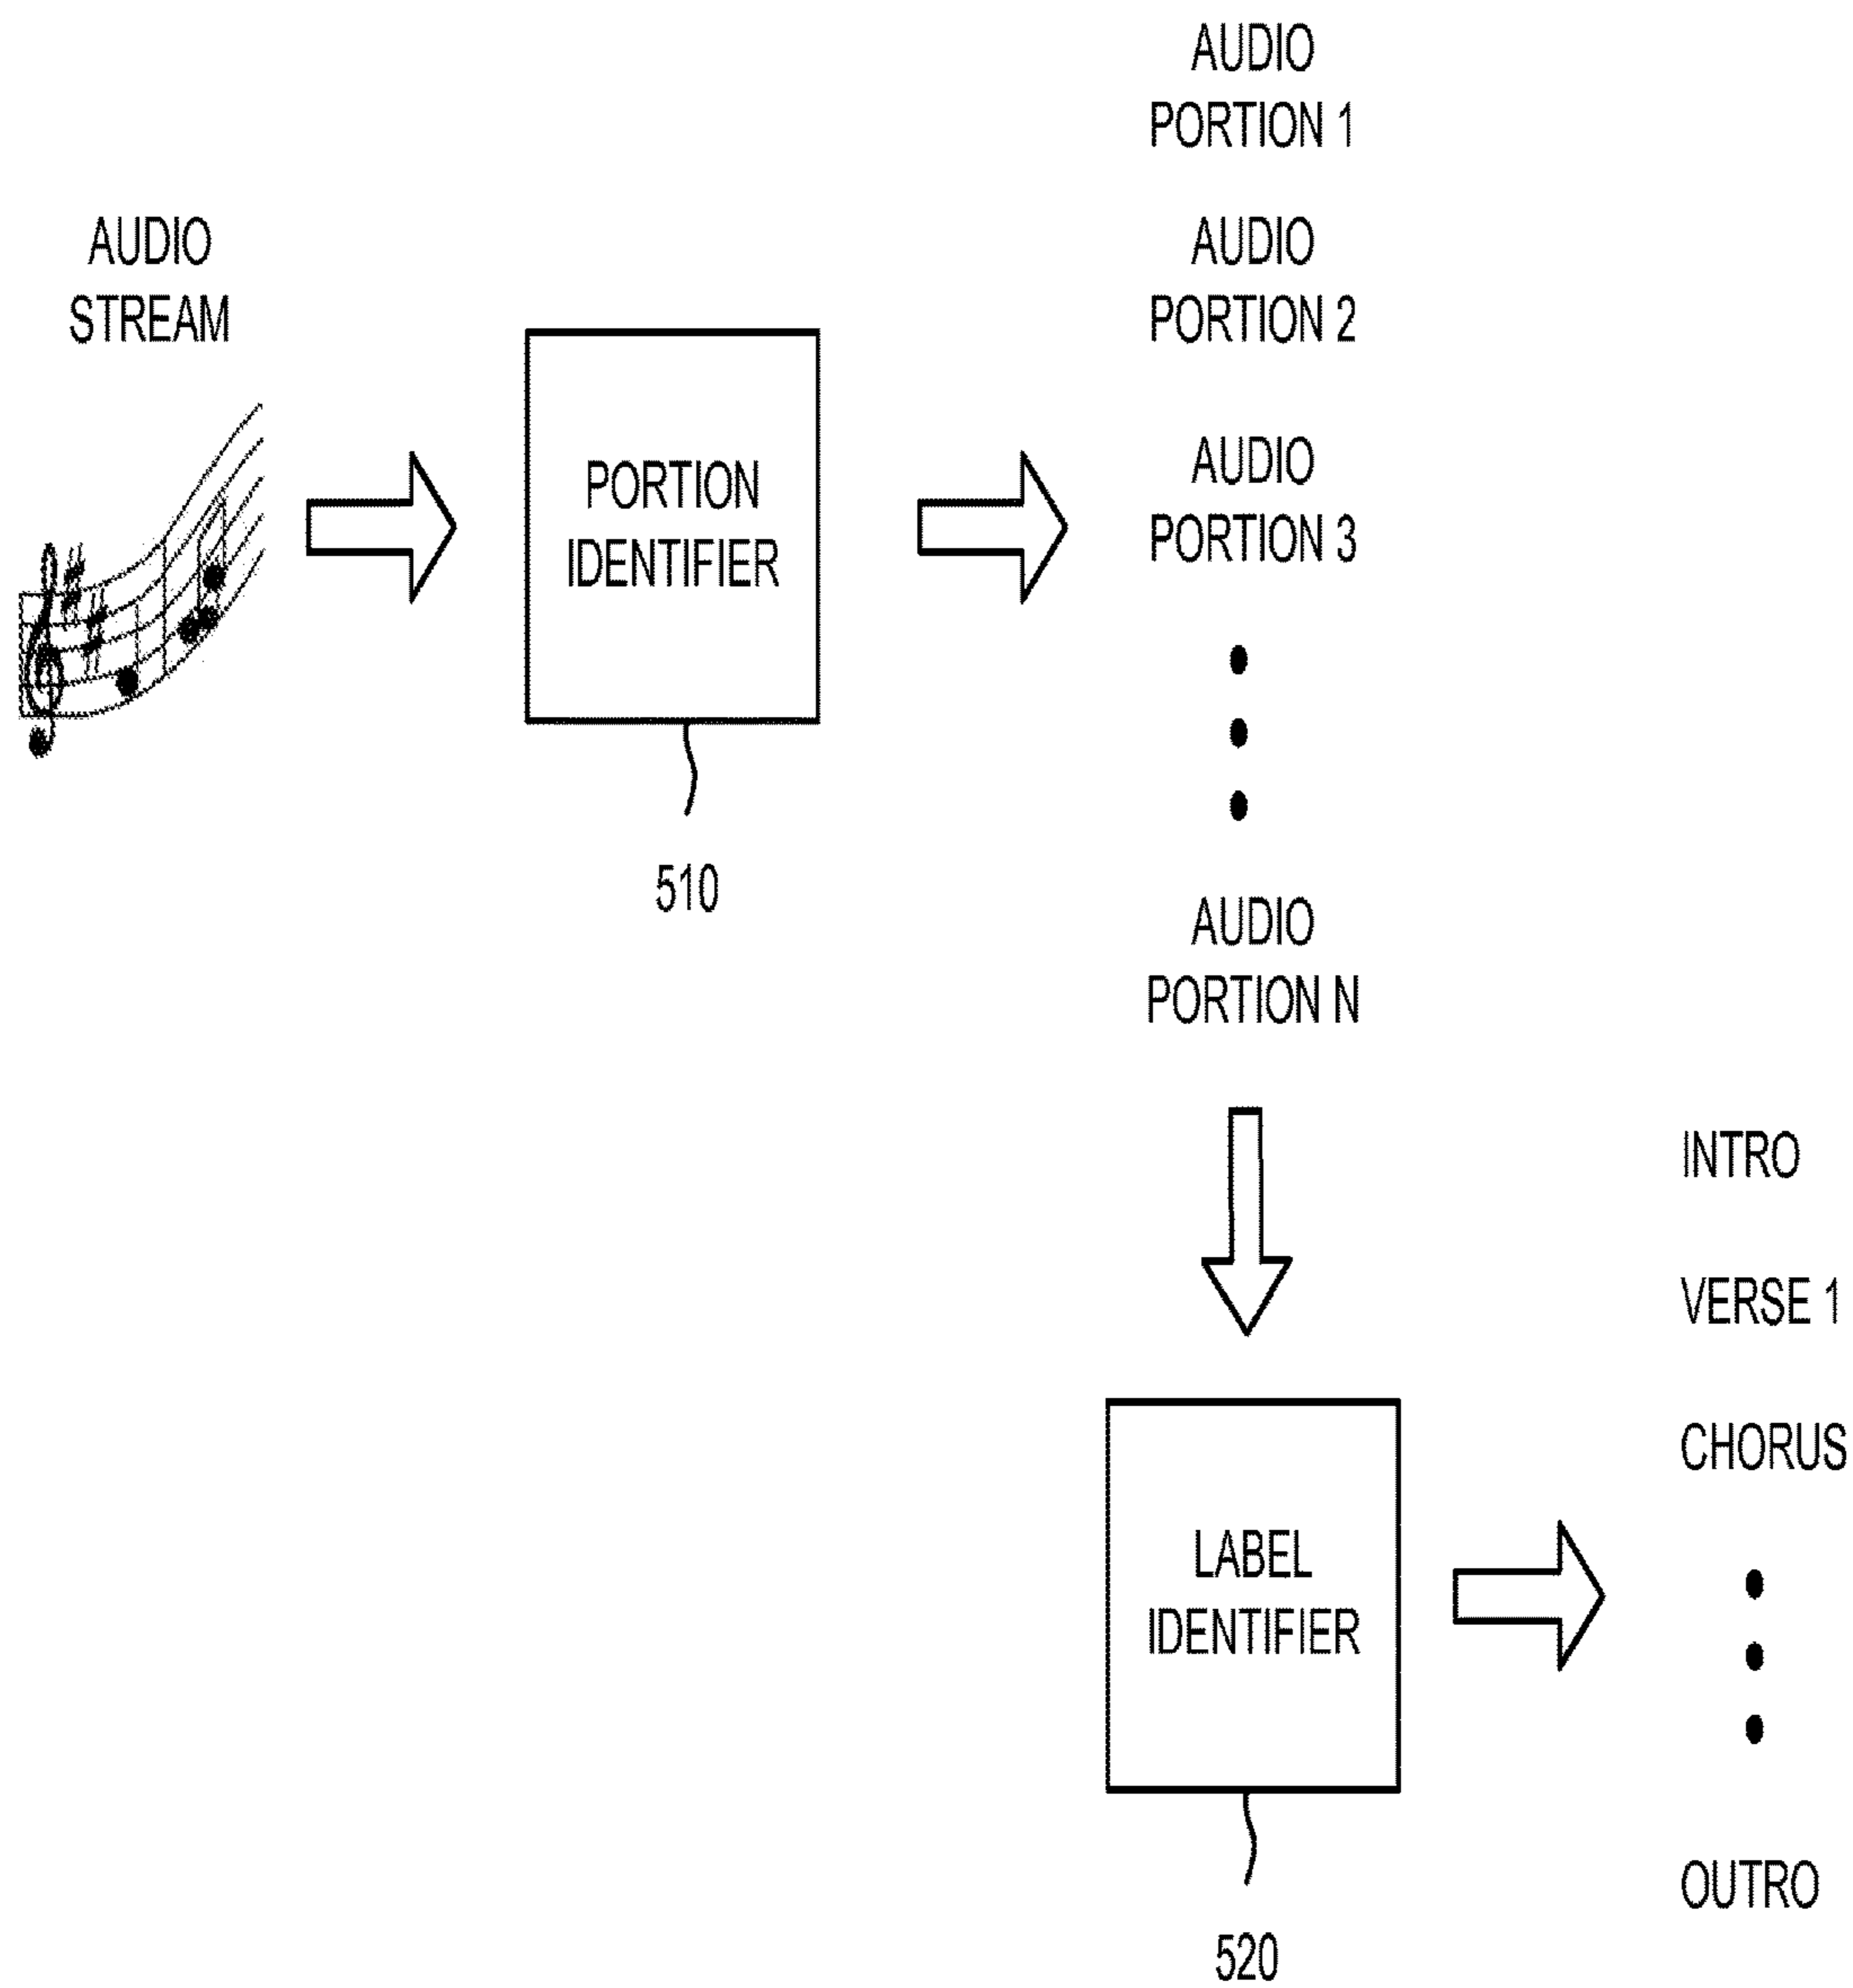 AUDIO
STREAM
PORTION
IDENTIFIER
510
AUDIO
PORTION 1
AUDIO
PORTION 2
AUDIO
PORTION 3
AUDIO
PORTION N
LABEL
IDENTIFIER
520
INTRO
VERSE 1
CHORUS
OUTRO